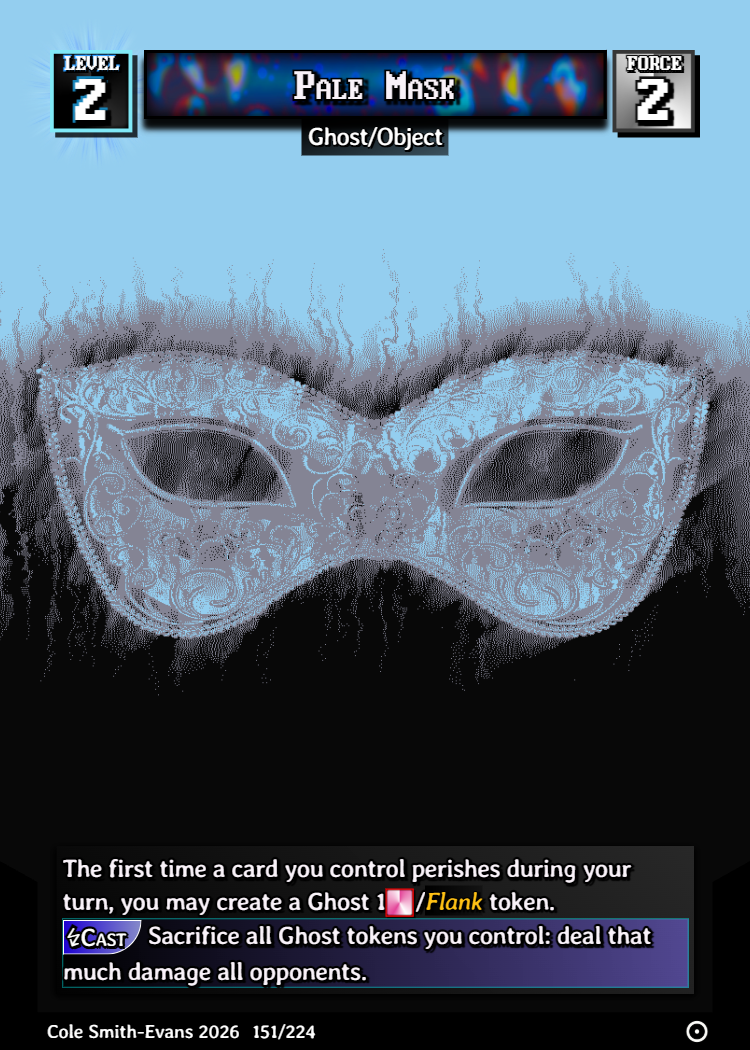 LEVEL
2
PALE MASK
FORCE
2
Ghost/Object
The first time a card you control perishes during your
turn, you may create a Ghost 1/Flank token.
CAST Sacrifice all Ghost tokens you control: deal that
much damage all opponents.
Cole Smith-Evans 2026 151/224